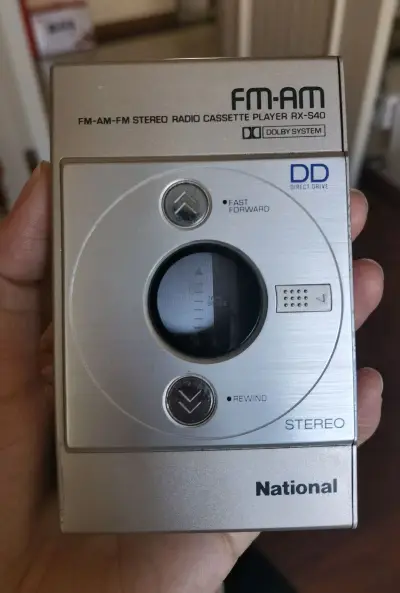 FM-AM
FM-AM-FM STEREO RADIO CASSETTE PLAYER RX-S40
DOLBY SYSTEM
DD
DIRECT DRIVE
FAST
FORWARD
REWIND
STEREO
National